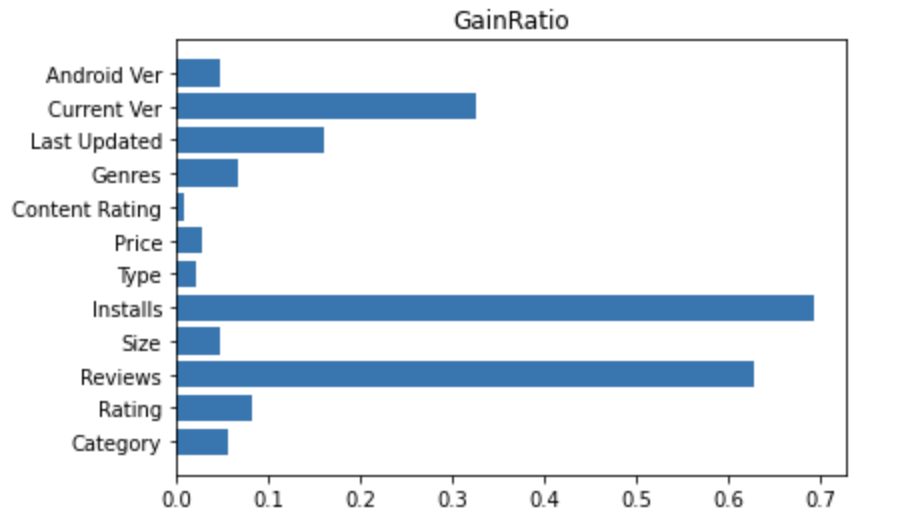 GainRatio
Android Ver
Current Ver
Last Updated
Genres
Content Rating
Price
Type
Installs
Size
Reviews
Rating
Category
0.0 0.1 0.2 0.3 0.4 0.5 0.6 0.7